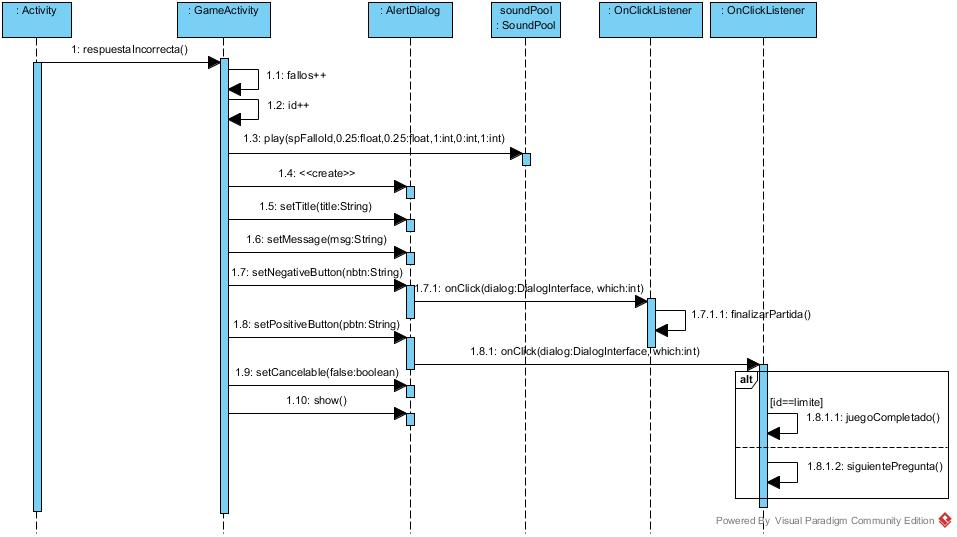 : Activity
: GameActivity
: AlertDialog
soundPool
: SoundPool
: OnClickListener
: OnClickListener
1: respuestaIncorrecta()
1.1: fallos++
1.2: id++
1.3: play(spFalloId,0.25:float,0.25:float,1:int,0:int,1:int)
1.4: <<create>>
1.5: setTitle(title:String)
1.6: setMessage(msg:String)
1.7: setNegativeButton(nbtn:String)
1.7.1: onClick(dialog:DialogInterface, which:int)
1.7.1.1: finalizarPartida()
1.8: setPositiveButton(pbtn:String)
1.8.1: onClick(dialog:DialogInterface, which:int)
1.9: setCancelable(false:boolean)
alt
1.10: show()
[id==limite]
1.8.1.1: juegoCompletado()
1.8.1.2: siguientePregunta()
Powered By Visual Paradigm Community Edition